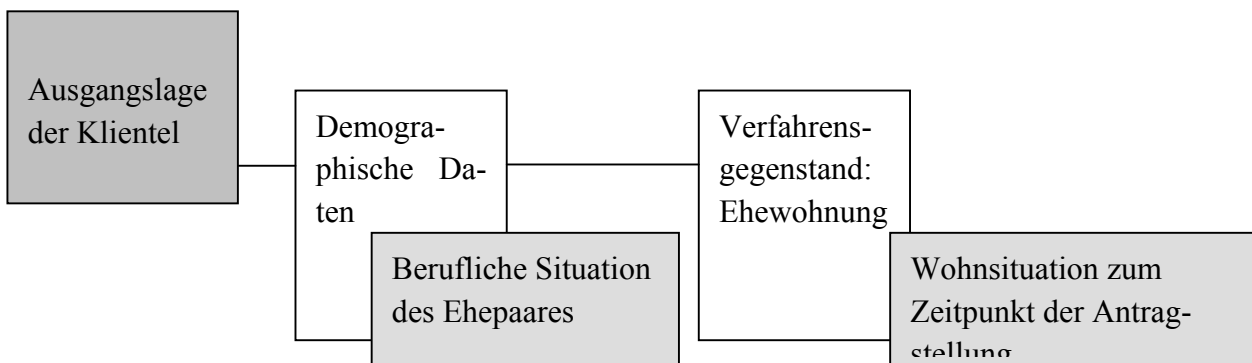 Ausgangslage
der Klientel
Demogra-
phische Da-
ten
Berufliche Situation
des Ehepaares
Verfahrens-
gegenstand:
Ehewohnung
Wohnsituation zum
Zeitpunkt der Antrag-
stellung